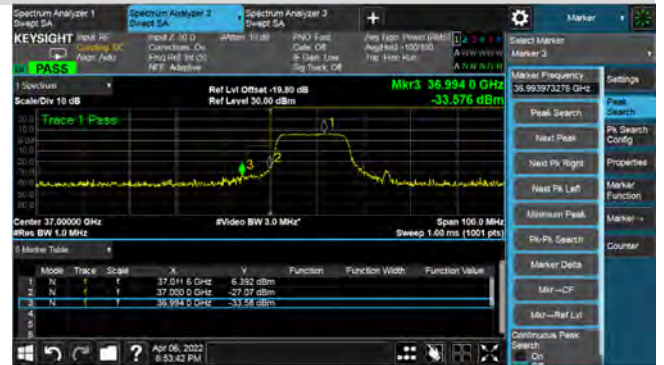 Spectrum Analyzer 1
Swept SA
Spectrum Analyzer 2
Swept SA
Spectrum Analyzer 3
Swept SA
+
Marker
KEYSIGHT
Input: RF
Coupling: DC
Align: Auto
Input Z: 50 Ω
Corrections: On
Freq Ref: Int (S)
NFE: Adaptive
#Atten: 10 dB
PNO: Fast
Gate: Off
IF Gain: Low
Sig Track: Off
Avg Type: Power (RMS)
Avg|Hold: >100/100
Trig: Free Run
PASS
Select Marker
Marker 3
1 Spectrum
Scale/Div 10 dB
Ref Lvl Offset -19.80 dB
Ref Level 30.00 dBm
Mkr3 36.994 0 GHz
-33.576 dBm
Trace 1 Pass
1
2
3
Center 37.00000 GHz
#Res BW 1.0 MHz
#Video BW 3.0 MHz*
Span 100.0 MHz
Sweep 1.00 ms (1001 pts)
Marker Table
Mode Trace Scale X Y Function Function Width Function Value
1 N 1 f 37.011 6 GHz 6.392 dBm
2 N 1 f 37.000 0 GHz -27.07 dBm
3 N 1 f 36.994 0 GHz -33.58 dBm
4
5
6
Marker Frequency
36.993973276 GHz
Peak Search
Next Peak
Next Pk Right
Next Pk Left
Minimum Peak
Pk-Pk Search
Marker Delta
Mkr→CF
Mkr→Ref Lvl
Continuous Peak
Search
On
Off
Settings
Peak
Search
Pk Search
Config
Properties
Marker
Function
Marker→
Counter
?
Apr 06, 2022
8:53:42 PM